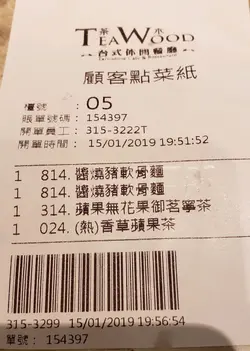 茶 木
TEAWOOD
台式休閒餐廳
Taiwanese Cafe & Restaurant
顧客點菜紙
檯號 : 05
賬單號碼 : 154397
開單員工 : 315-3222T
開單時間 : 15/01/2019 19:51:52
1 814. 醬燒豬軟骨麵
1 814. 醬燒豬軟骨麵
1 314. 蘋果無花果御茗寧茶
1 024. (熱)香草蘋果茶
315-3299 15/01/2019 19:56:54
單號 : 154397